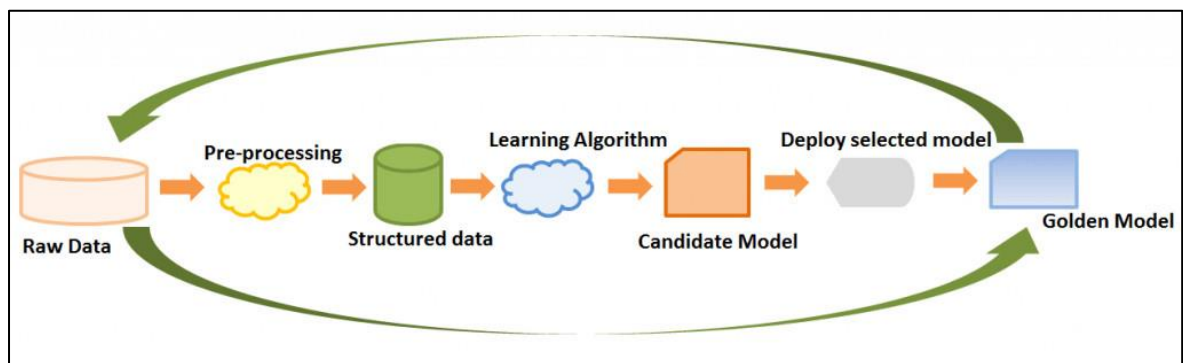 Raw Data
Pre-processing
Structured data
Learning Algorithm
Candidate Model
Deploy selected model
Golden Model